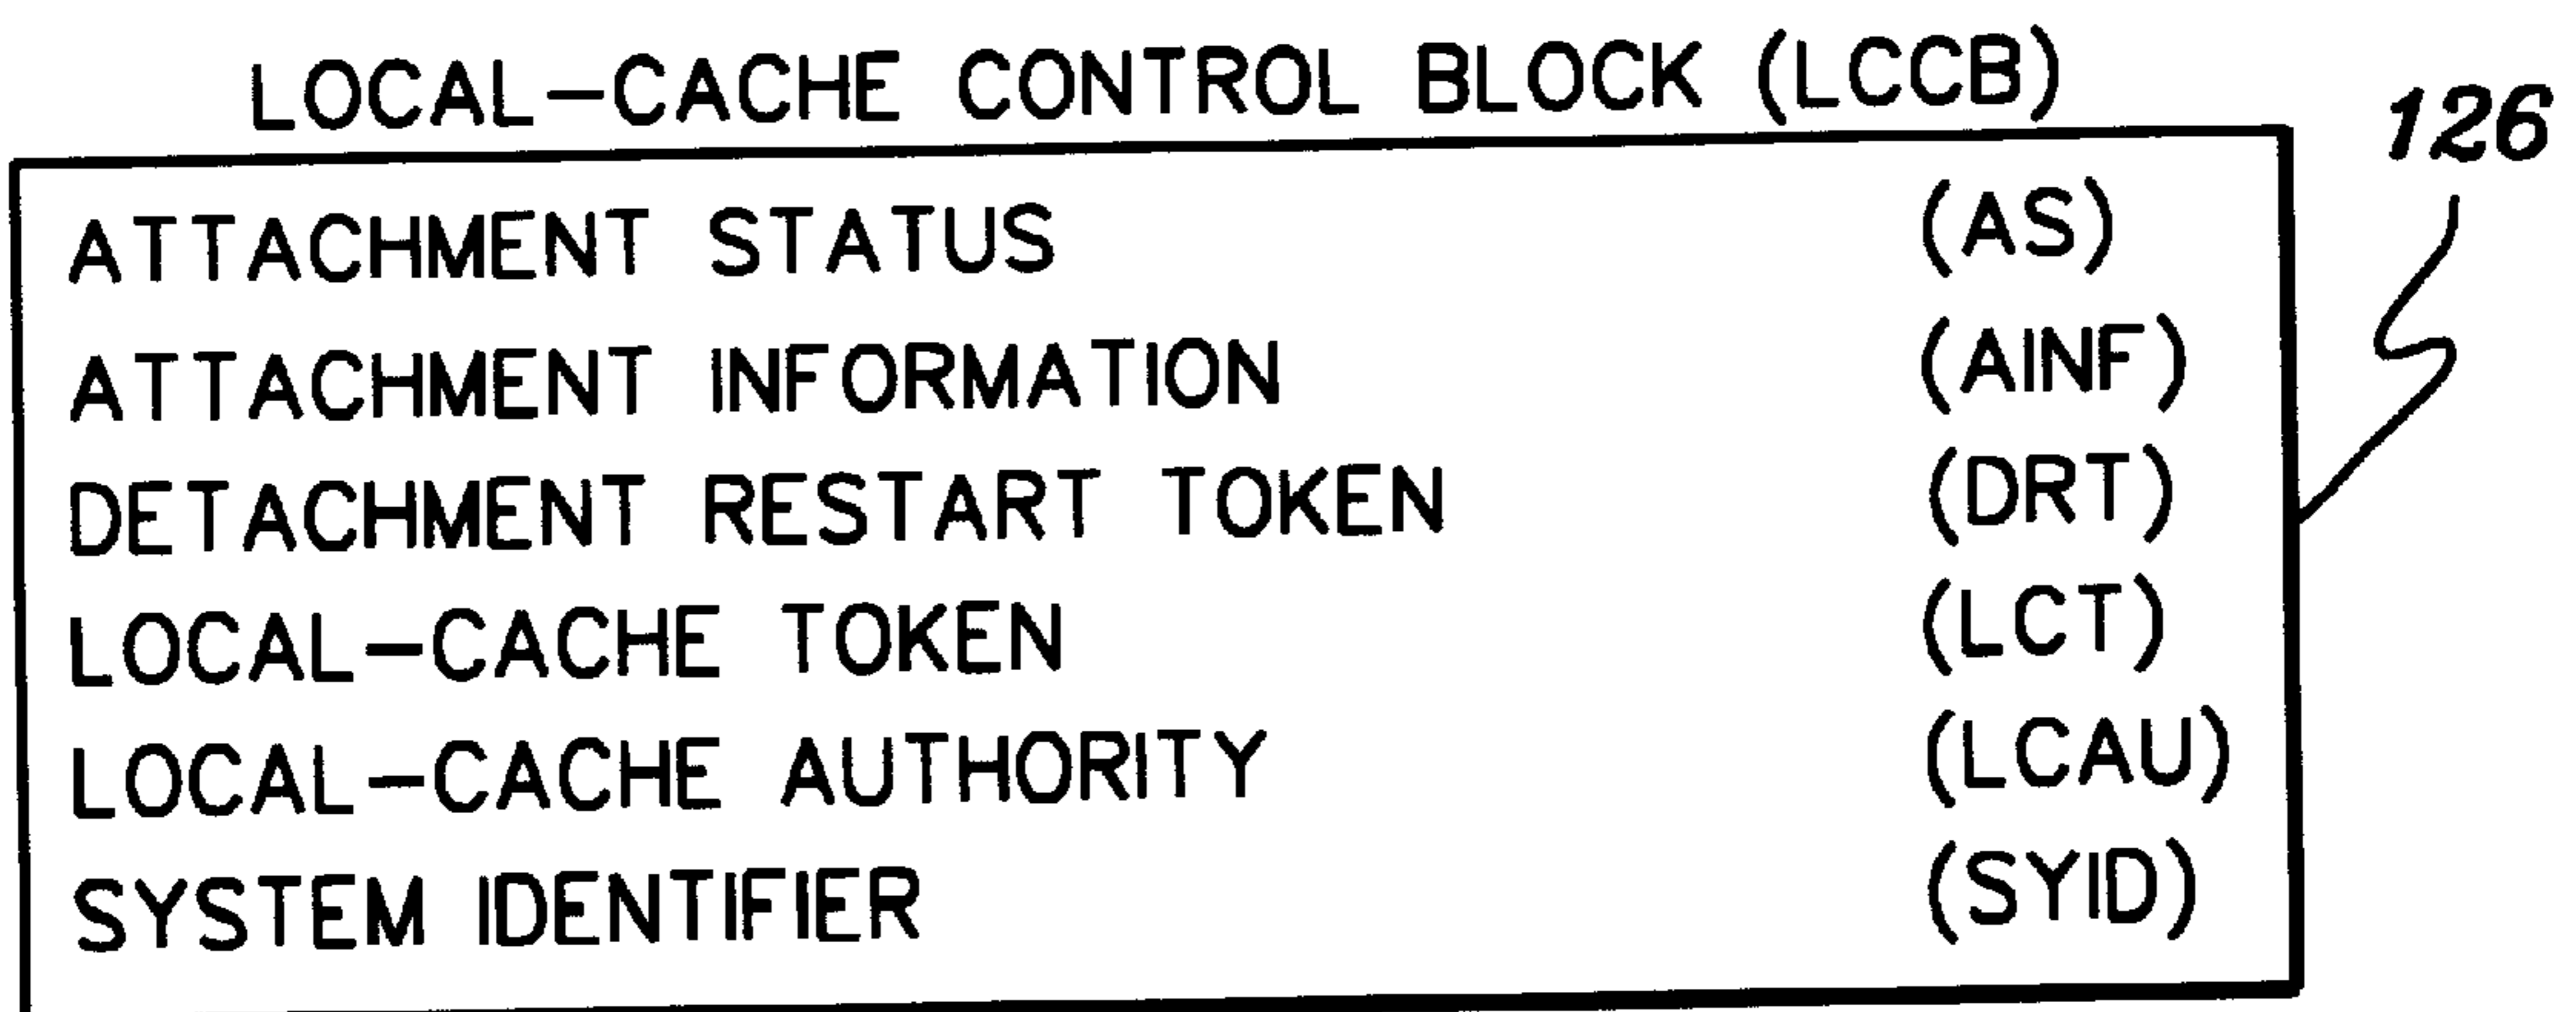 LOCAL-CACHE CONTROL BLOCK (LCCB)
126
ATTACHMENT STATUS (AS)
ATTACHMENT INFORMATION (AINF)
DETACHMENT RESTART TOKEN (DRT)
LOCAL-CACHE TOKEN (LCT)
LOCAL-CACHE AUTHORITY (LCAU)
SYSTEM IDENTIFIER (SYID)